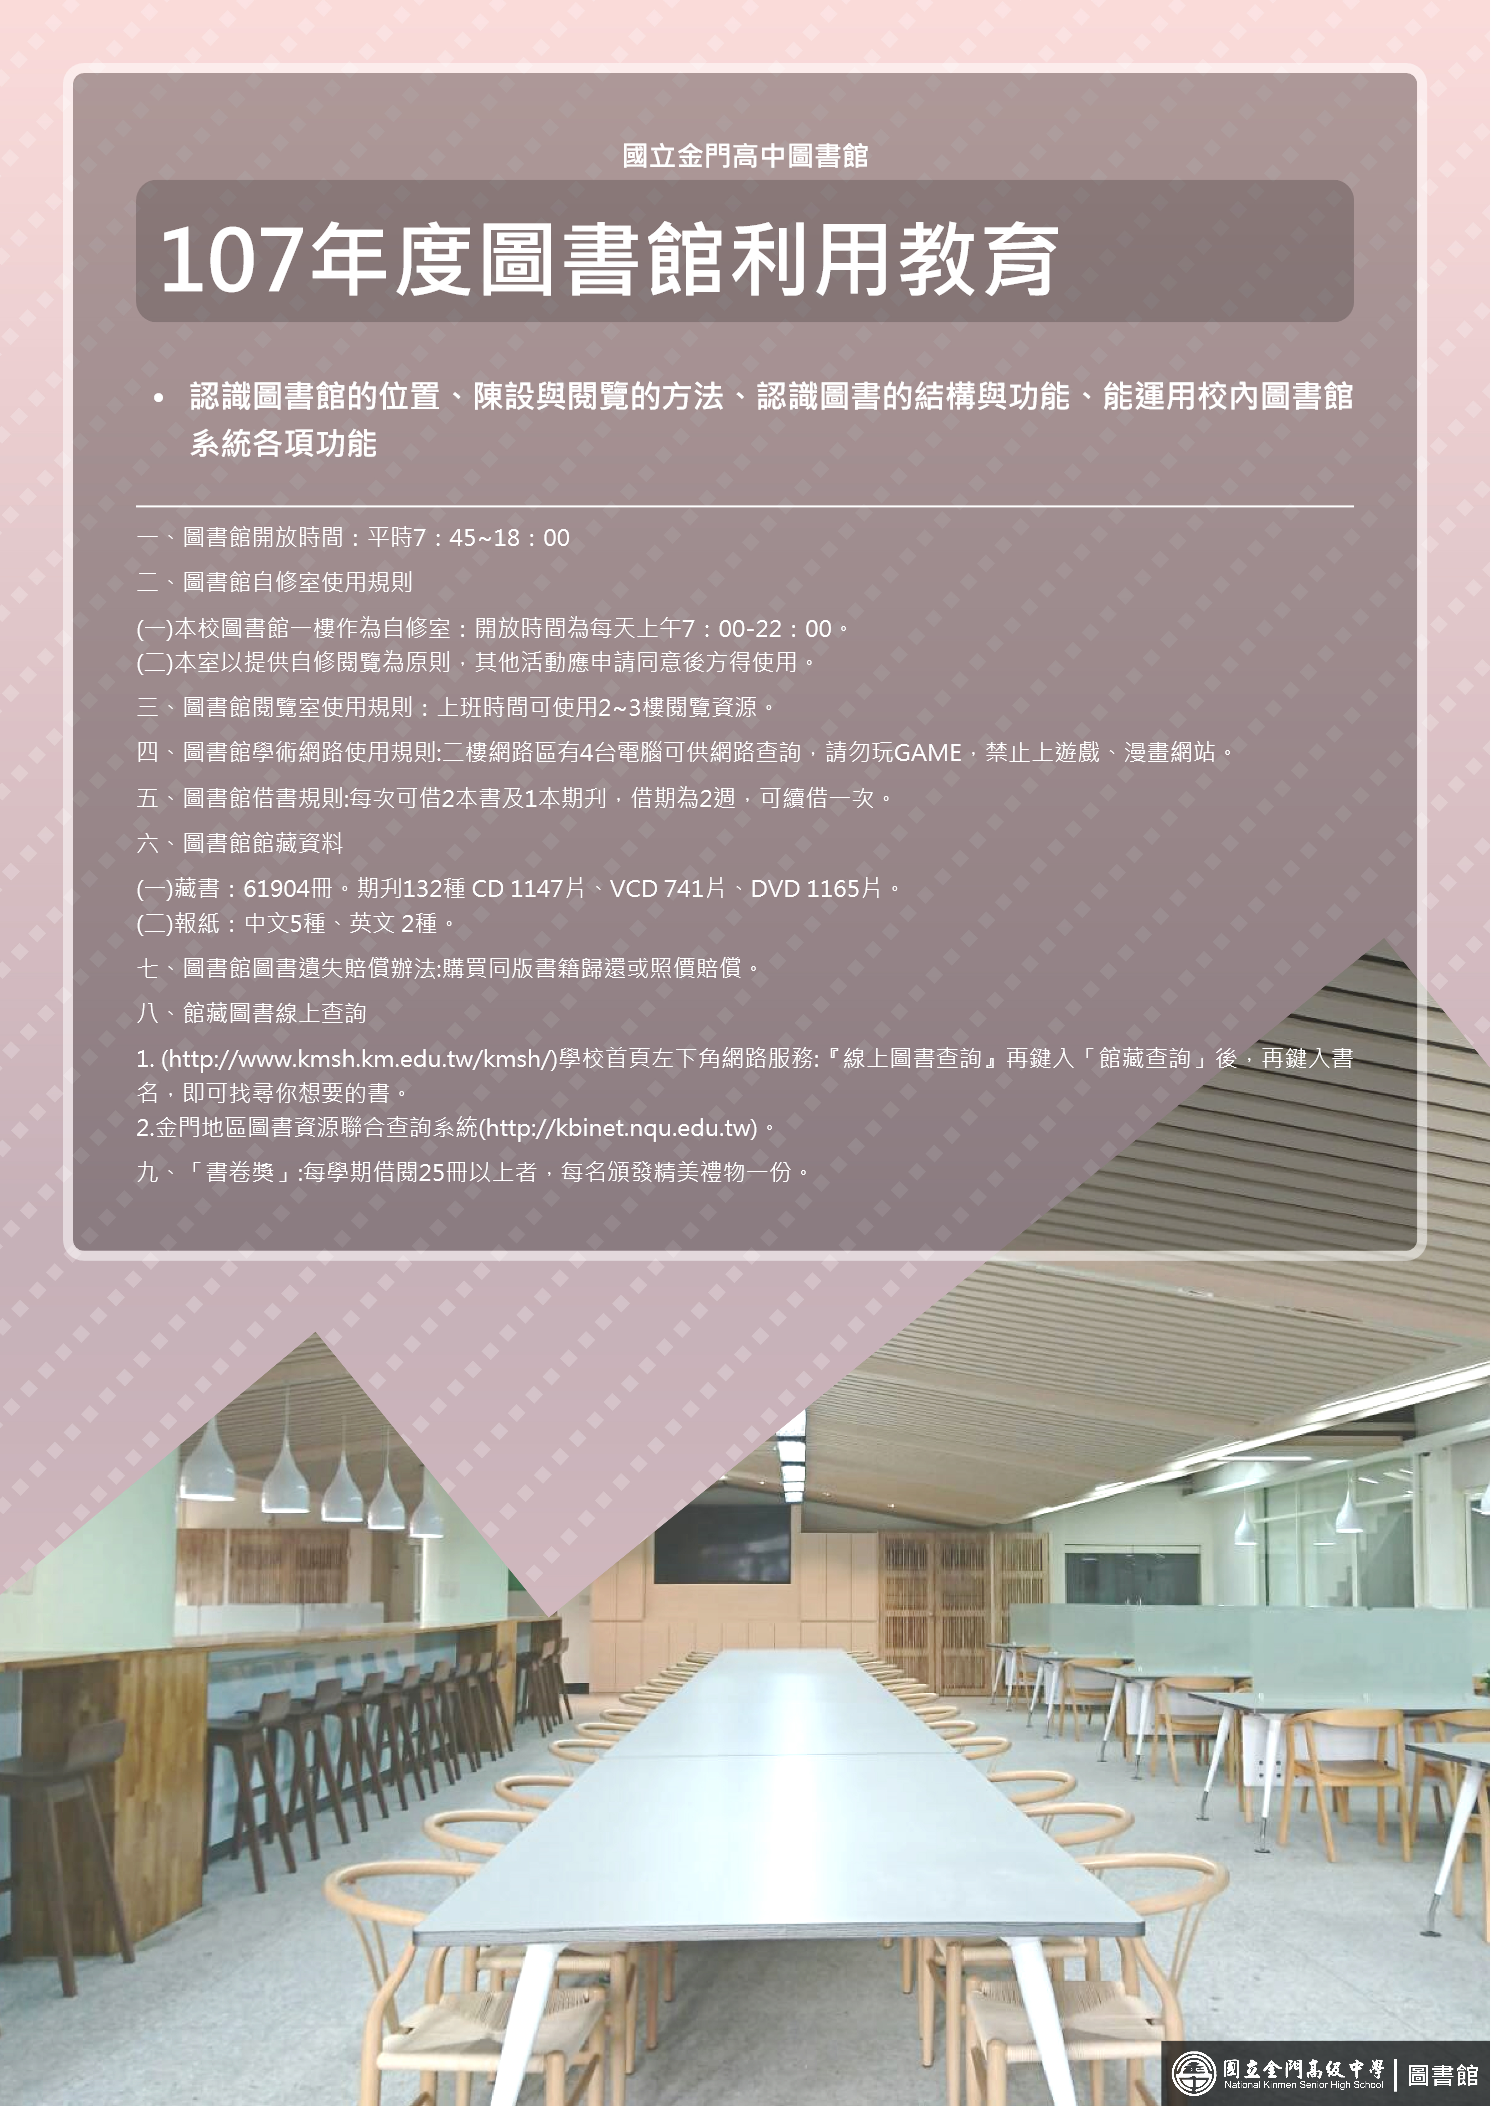 國立金門高中圖書館
107年度圖書館利用教育
• 認識圖書館的位置、陳設與閱覽的方法、認識圖書的結構與功能、能運用校內圖書館
系統各項功能
一、圖書館開放時間：平時7：45~18：00
二、圖書館自修室使用規則
(一)本校圖書館一樓作為自修室：開放時間為每天上午7：00-22：00。
(二)本室以提供自修閱覽為原則，其他活動應申請同意後方得使用。
三、圖書館閱覽室使用規則：上班時間可使用2~3樓閱覽資源。
四、圖書館學術網路使用規則:二樓網路區有4台電腦可供網路查詢，請勿玩GAME，禁止上遊戲、漫畫網站。
五、圖書館借書規則:每次可借2本書及1本期刋，借期為2週，可續借一次。
六、圖書館館藏資料
(一)藏書：61904冊。期刋132種 CD 1147片、VCD 741片、DVD 1165片。
(二)報紙：中文5種、英文 2種。
七、圖書館圖書遺失賠償辦法:購買同版書籍歸還或照價賠償。
八、館藏圖書線上查詢
1. (http://www.kmsh.km.edu.tw/kmsh/)學校首頁左下角網路服務:『線上圖書查詢』再鍵入「館藏查詢」後，再鍵入書
名，即可找尋你想要的書。
2.金門地區圖書資源聯合查詢系統(http://kbinet.nqu.edu.tw)。
九、「書卷獎」:每學期借閱25冊以上者，每名頒發精美禮物一份。
國立金門高級中學 | 圖書館
National Kinmen Senior High School